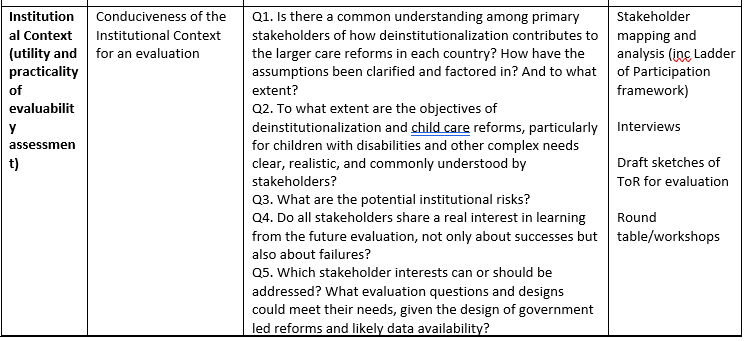 Institution
al Context
(utility and
practicality
of
evaluabilit
y
assessmen
t)
Conduciveness of the
Institutional Context
for an evaluation
Q1. Is there a common understanding among primary
stakeholders of how deinstitutionalization contributes to
the larger care reforms in each country? How have the
assumptions been clarified and factored in? And to what
extent?
Q2. To what extent are the objectives of
deinstitutionalization and child care reforms, particularly
for children with disabilities and other complex needs
clear, realistic, and commonly understood by
stakeholders?
Q3. What are the potential institutional risks?
Q4. Do all stakeholders share a real interest in learning
from the future evaluation, not only about successes but
also about failures?
Q5. Which stakeholder interests can or should be
addressed? What evaluation questions and designs
could meet their needs, given the design of government
led reforms and likely data availability?
Stakeholder
mapping and
analysis (inc Ladder
of Participation
framework)
Interviews
Draft sketches of
ToR for evaluation
Round
table/workshops